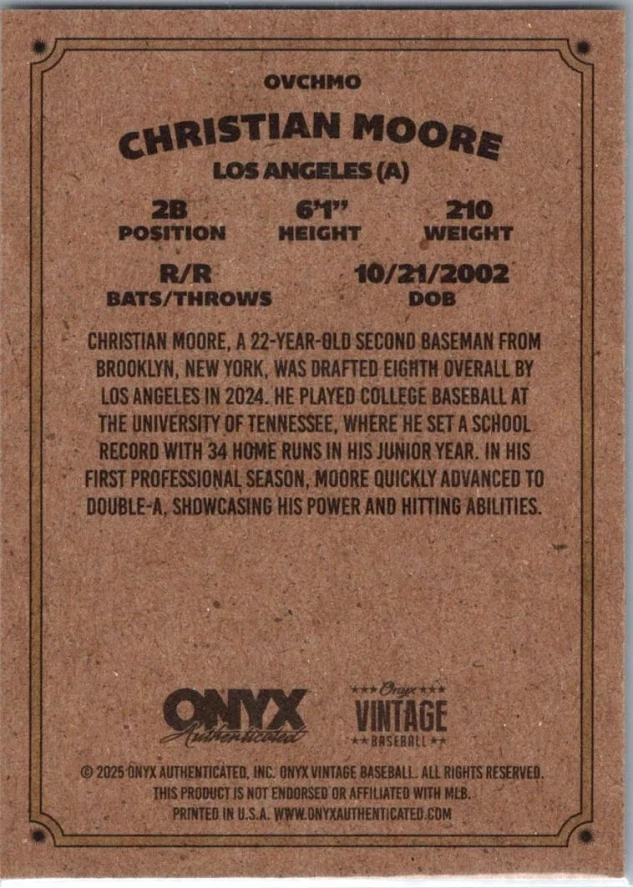 OVCHMO
CHRISTIAN MOORE
LOS ANGELES (A)
2B 6'1" 210
POSITION HEIGHT WEIGHT
R/R 10/21/2002
BATS/THROWS DOB
CHRISTIAN MOORE, A 22-YEAR-OLD SECOND BASEMAN FROM
BROOKLYN, NEW YORK, WAS DRAFTED EIGHTH OVERALL BY
LOS ANGELES IN 2024. HE PLAYED COLLEGE BASEBALL AT
THE UNIVERSITY OF TENNESSEE, WHERE HE SET A SCHOOL
RECORD WITH 34 HOME RUNS IN HIS JUNIOR YEAR. IN HIS
FIRST PROFESSIONAL SEASON, MOORE QUICKLY ADVANCED TO
DOUBLE-A, SHOWCASING HIS POWER AND HITTING ABILITIES.
ONYX
Authenticated
Onyx
VINTAGE
BASEBALL
© 2025 ONYX AUTHENTICATED, INC. ONYX VINTAGE BASEBALL. ALL RIGHTS RESERVED.
THIS PRODUCT IS NOT ENDORSED OR AFFILIATED WITH MLB.
PRINTED IN U.S.A. WWW.ONYXAUTHENTICATED.COM